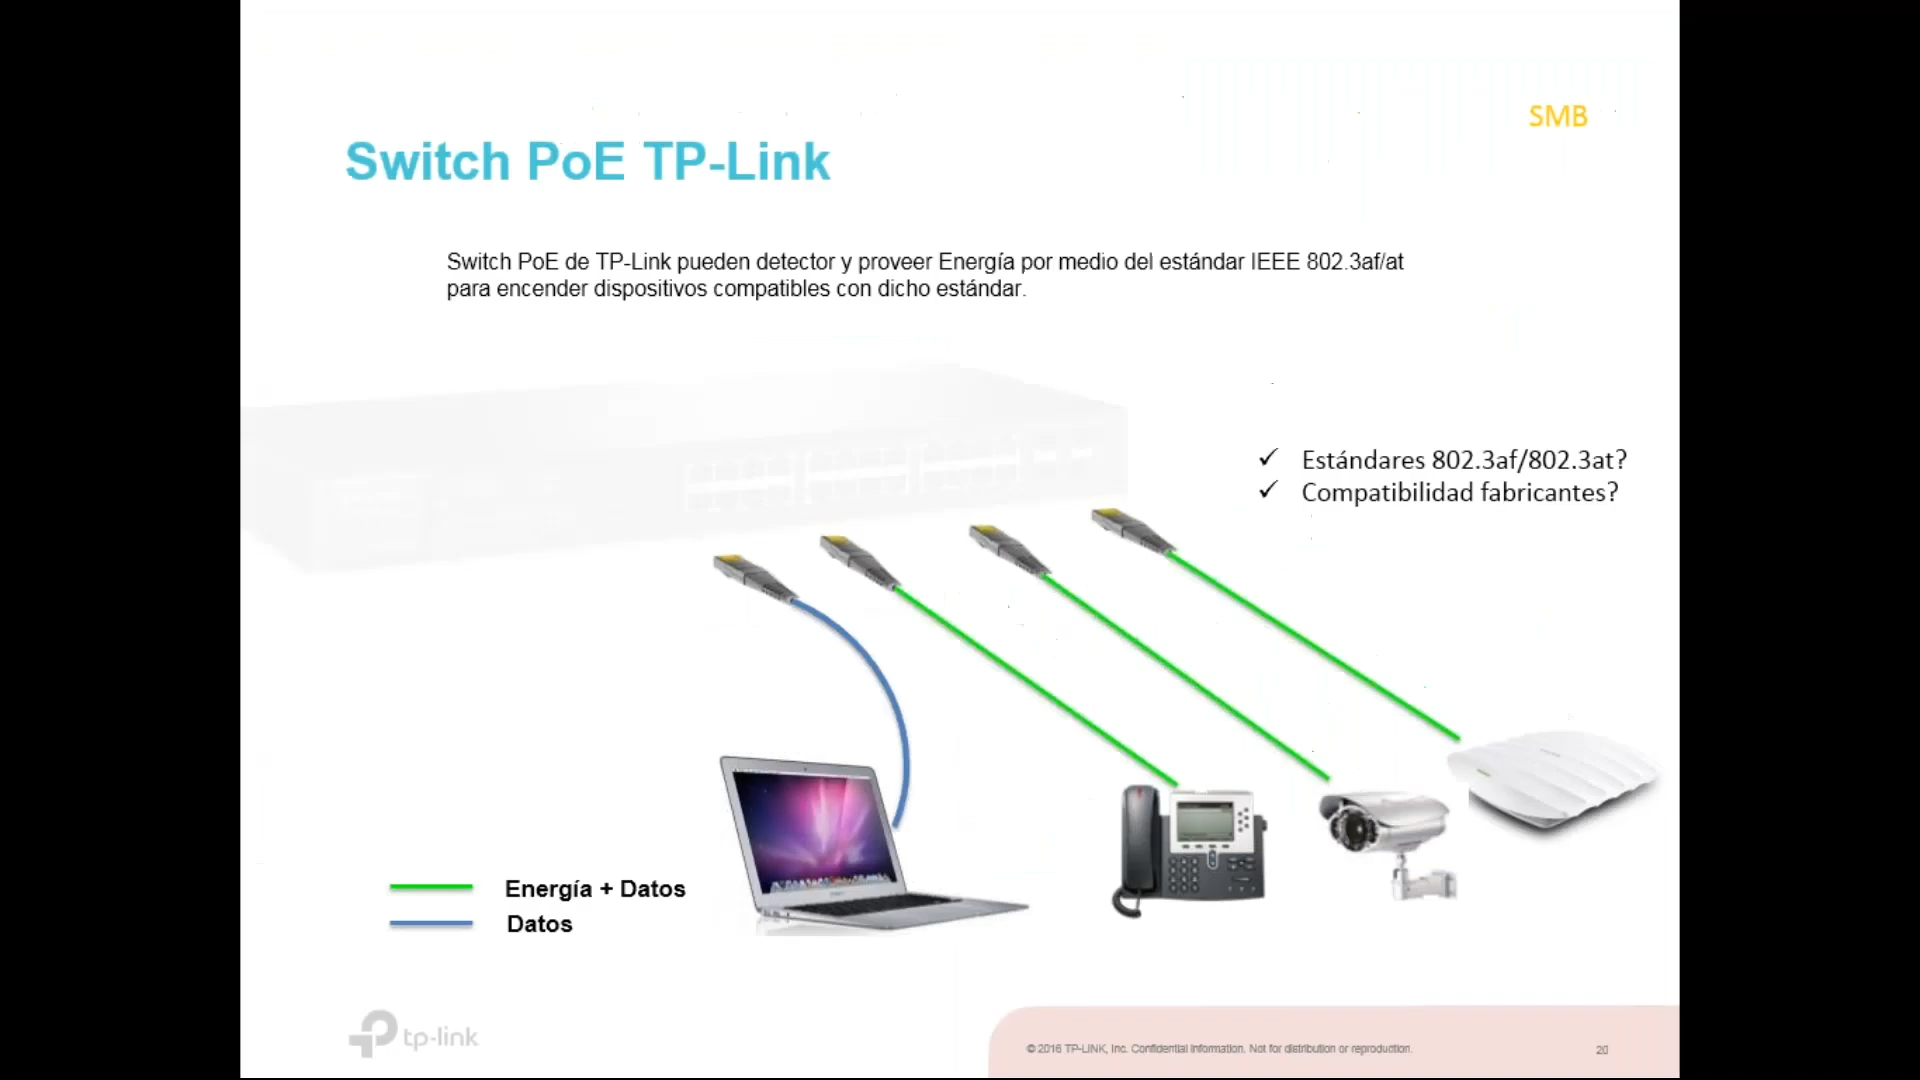 SMB
Switch PoE TP-Link
Switch PoE de TP-Link pueden detector y proveer Energía por medio del estándar IEEE 802.3af/at
para encender dispositivos compatibles con dicho estándar.
✓ Estándares 802.3af/802.3at?
✓ Compatibilidad fabricantes?
Energía + Datos
Datos
tp-link
© 2016 TP-LINK, Inc. Confidential Information. Not for distribution or reproduction.
20